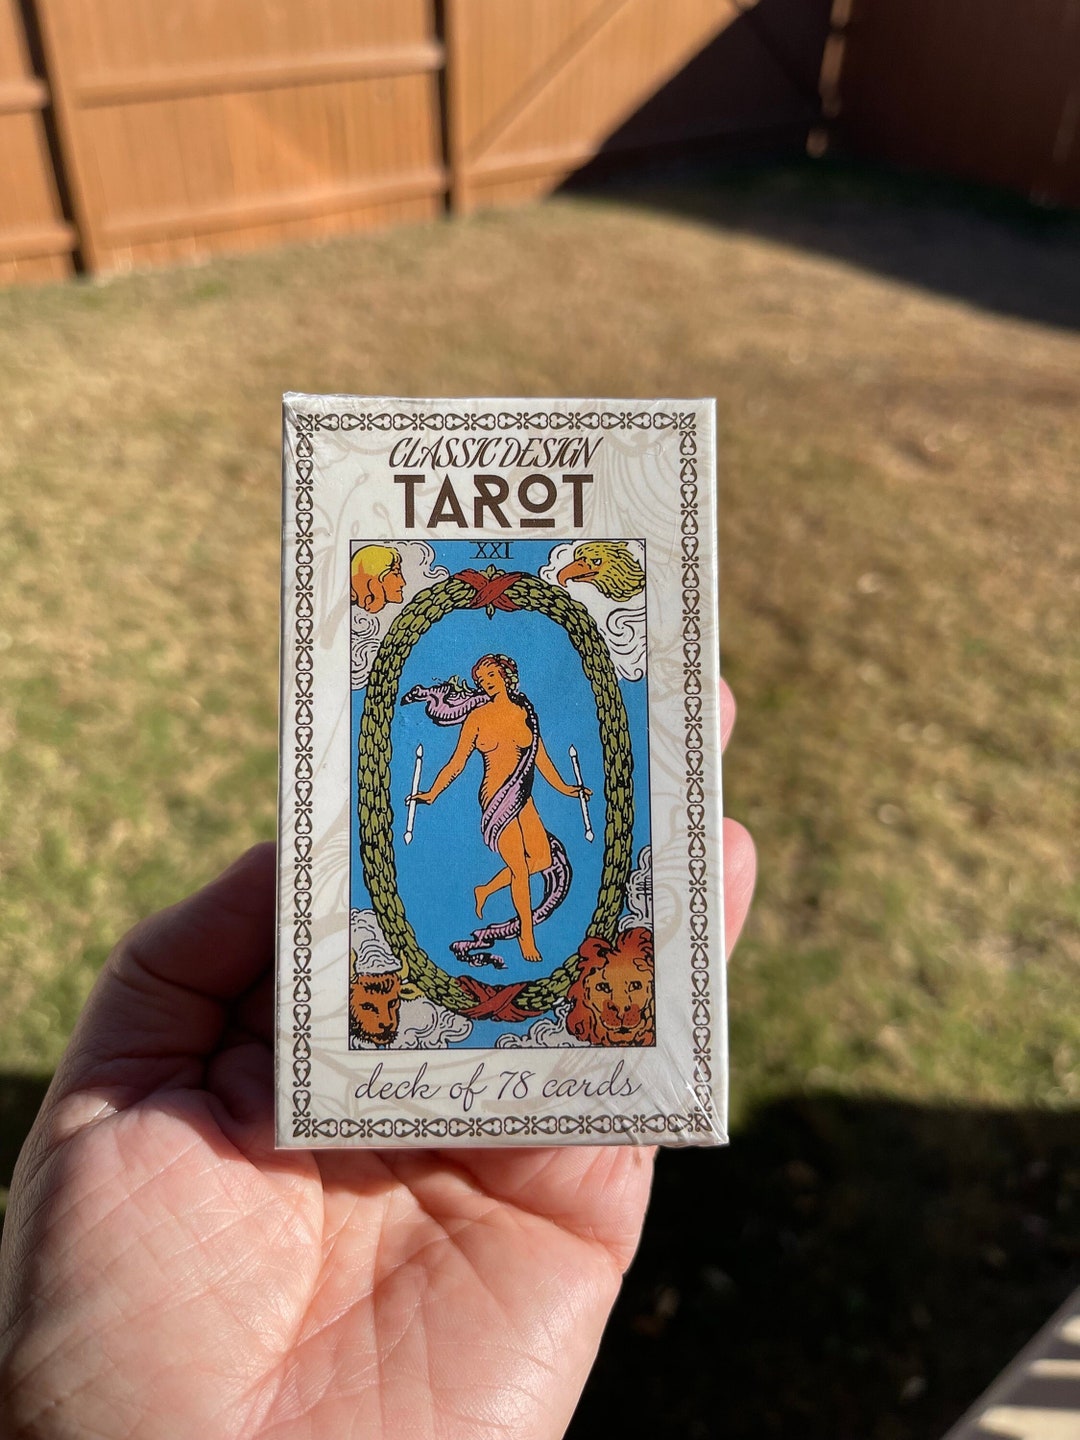 CLASSIC DESIGN
TAROT
XXI
deck of 78 cards